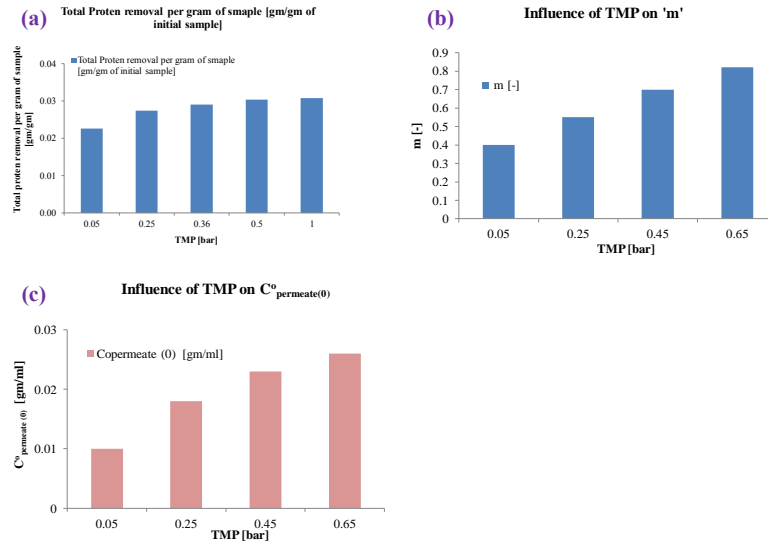 (a)
Total Proten removal per gram of smaple [gm/gm of
initial sample]
Total proten removal per gram of sample
[gm/gm]
0.04
0.03
0.02
0.01
0.00
Total Proten removal per gram of smaple
[gm/gm of initial sample]
0.05 0.25 0.36 0.5 1
TMP [bar]
(b)
Influence of TMP on 'm'
m [-]
0.9
0.8
0.7
0.6
0.5
0.4
0.3
0.2
0.1
0
m [-]
0.05 0.25 0.45 0.65
TMP [bar]
(c)
Influence of TMP on C°permeate(0)
C°permeate (0) [gm/ml]
0.03
0.02
0.01
0
Copermeate (0) [gm/ml]
0.05 0.25 0.45 0.65
TMP [bar]